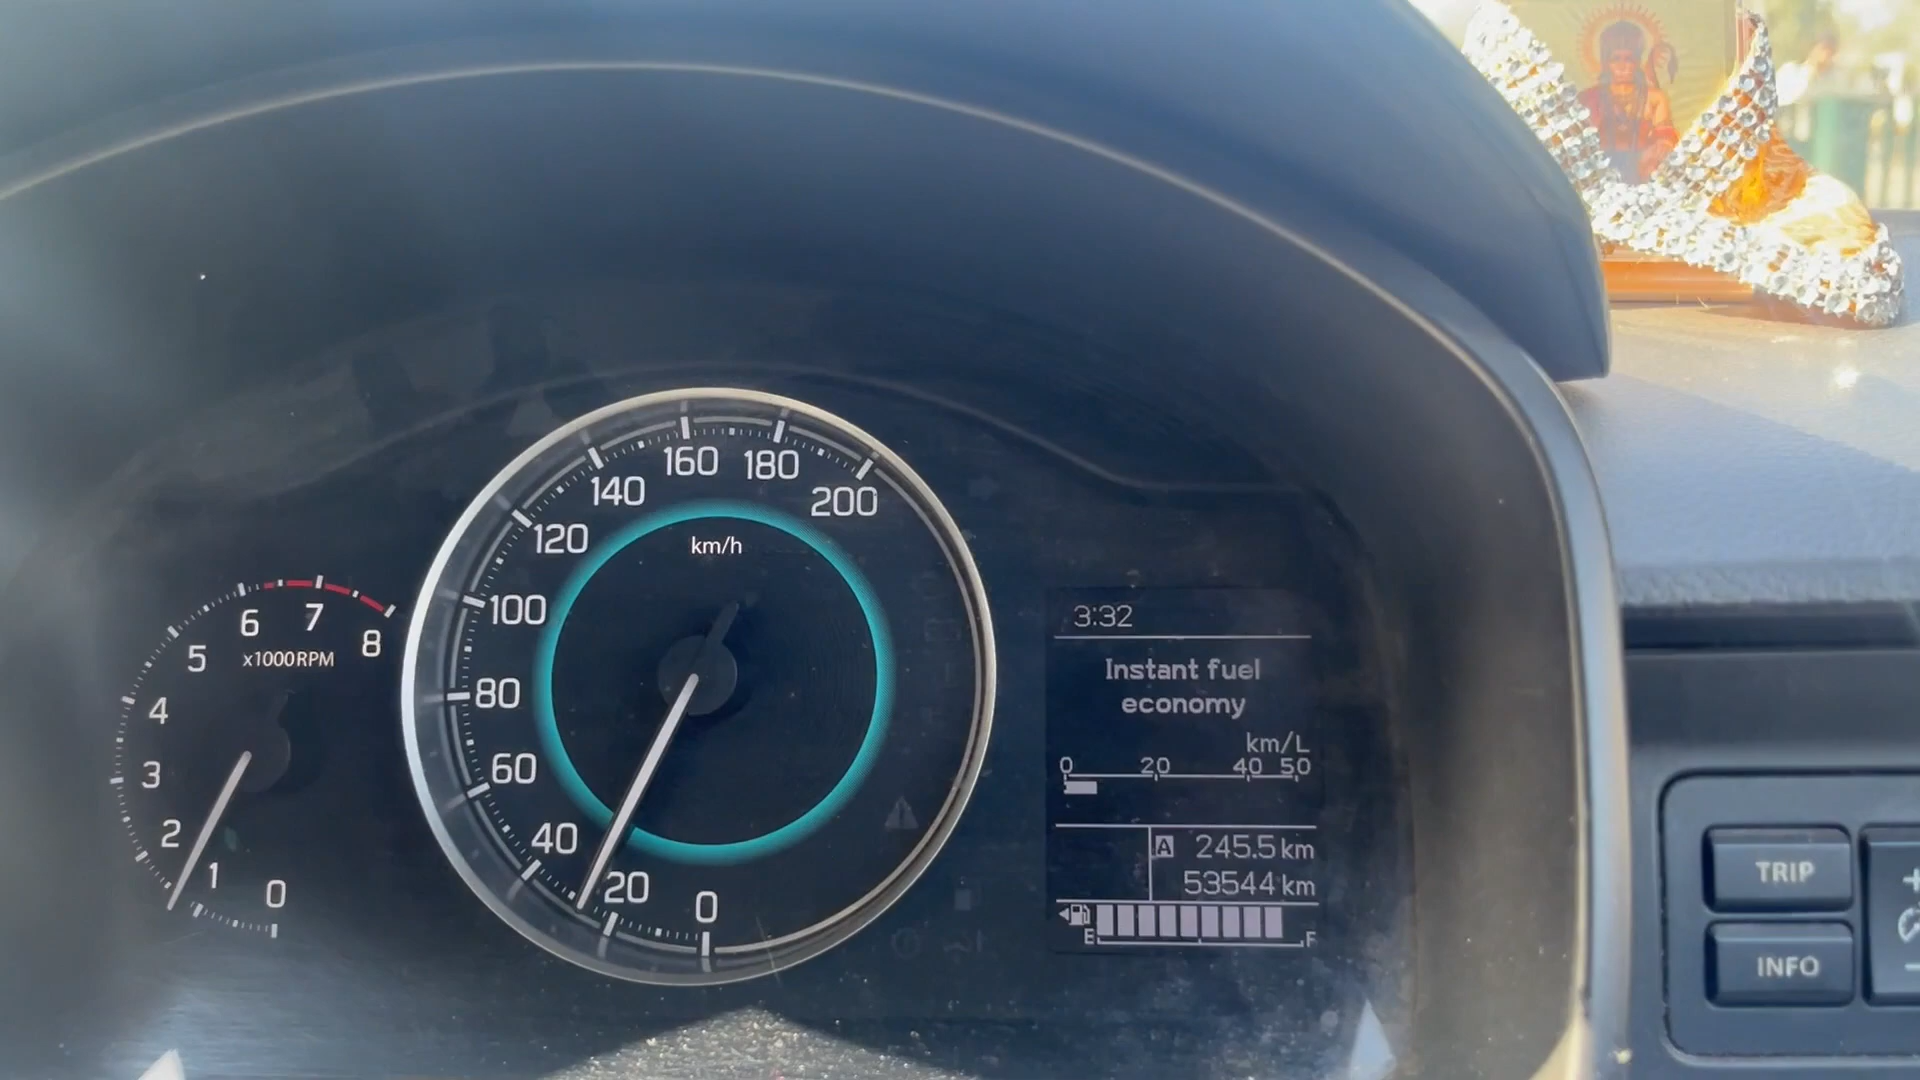 160 180
140 200
120
km/h
100
80
60
40
20
0
6 7
5 8
x1000RPM
4
3
2
1 0
3:32
Instant fuel
economy
km/L
0 20 40 50
A 245.5 km
53544 km
E F
TRIP
INFO